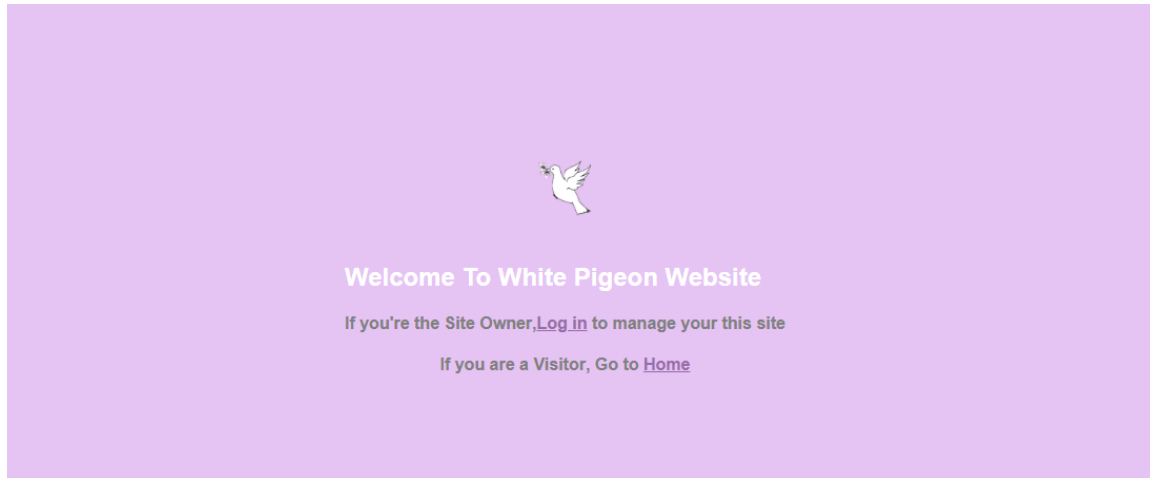 Welcome To White Pigeon Website
If you're the Site Owner,Log in to manage your this site
If you are a Visitor, Go to Home